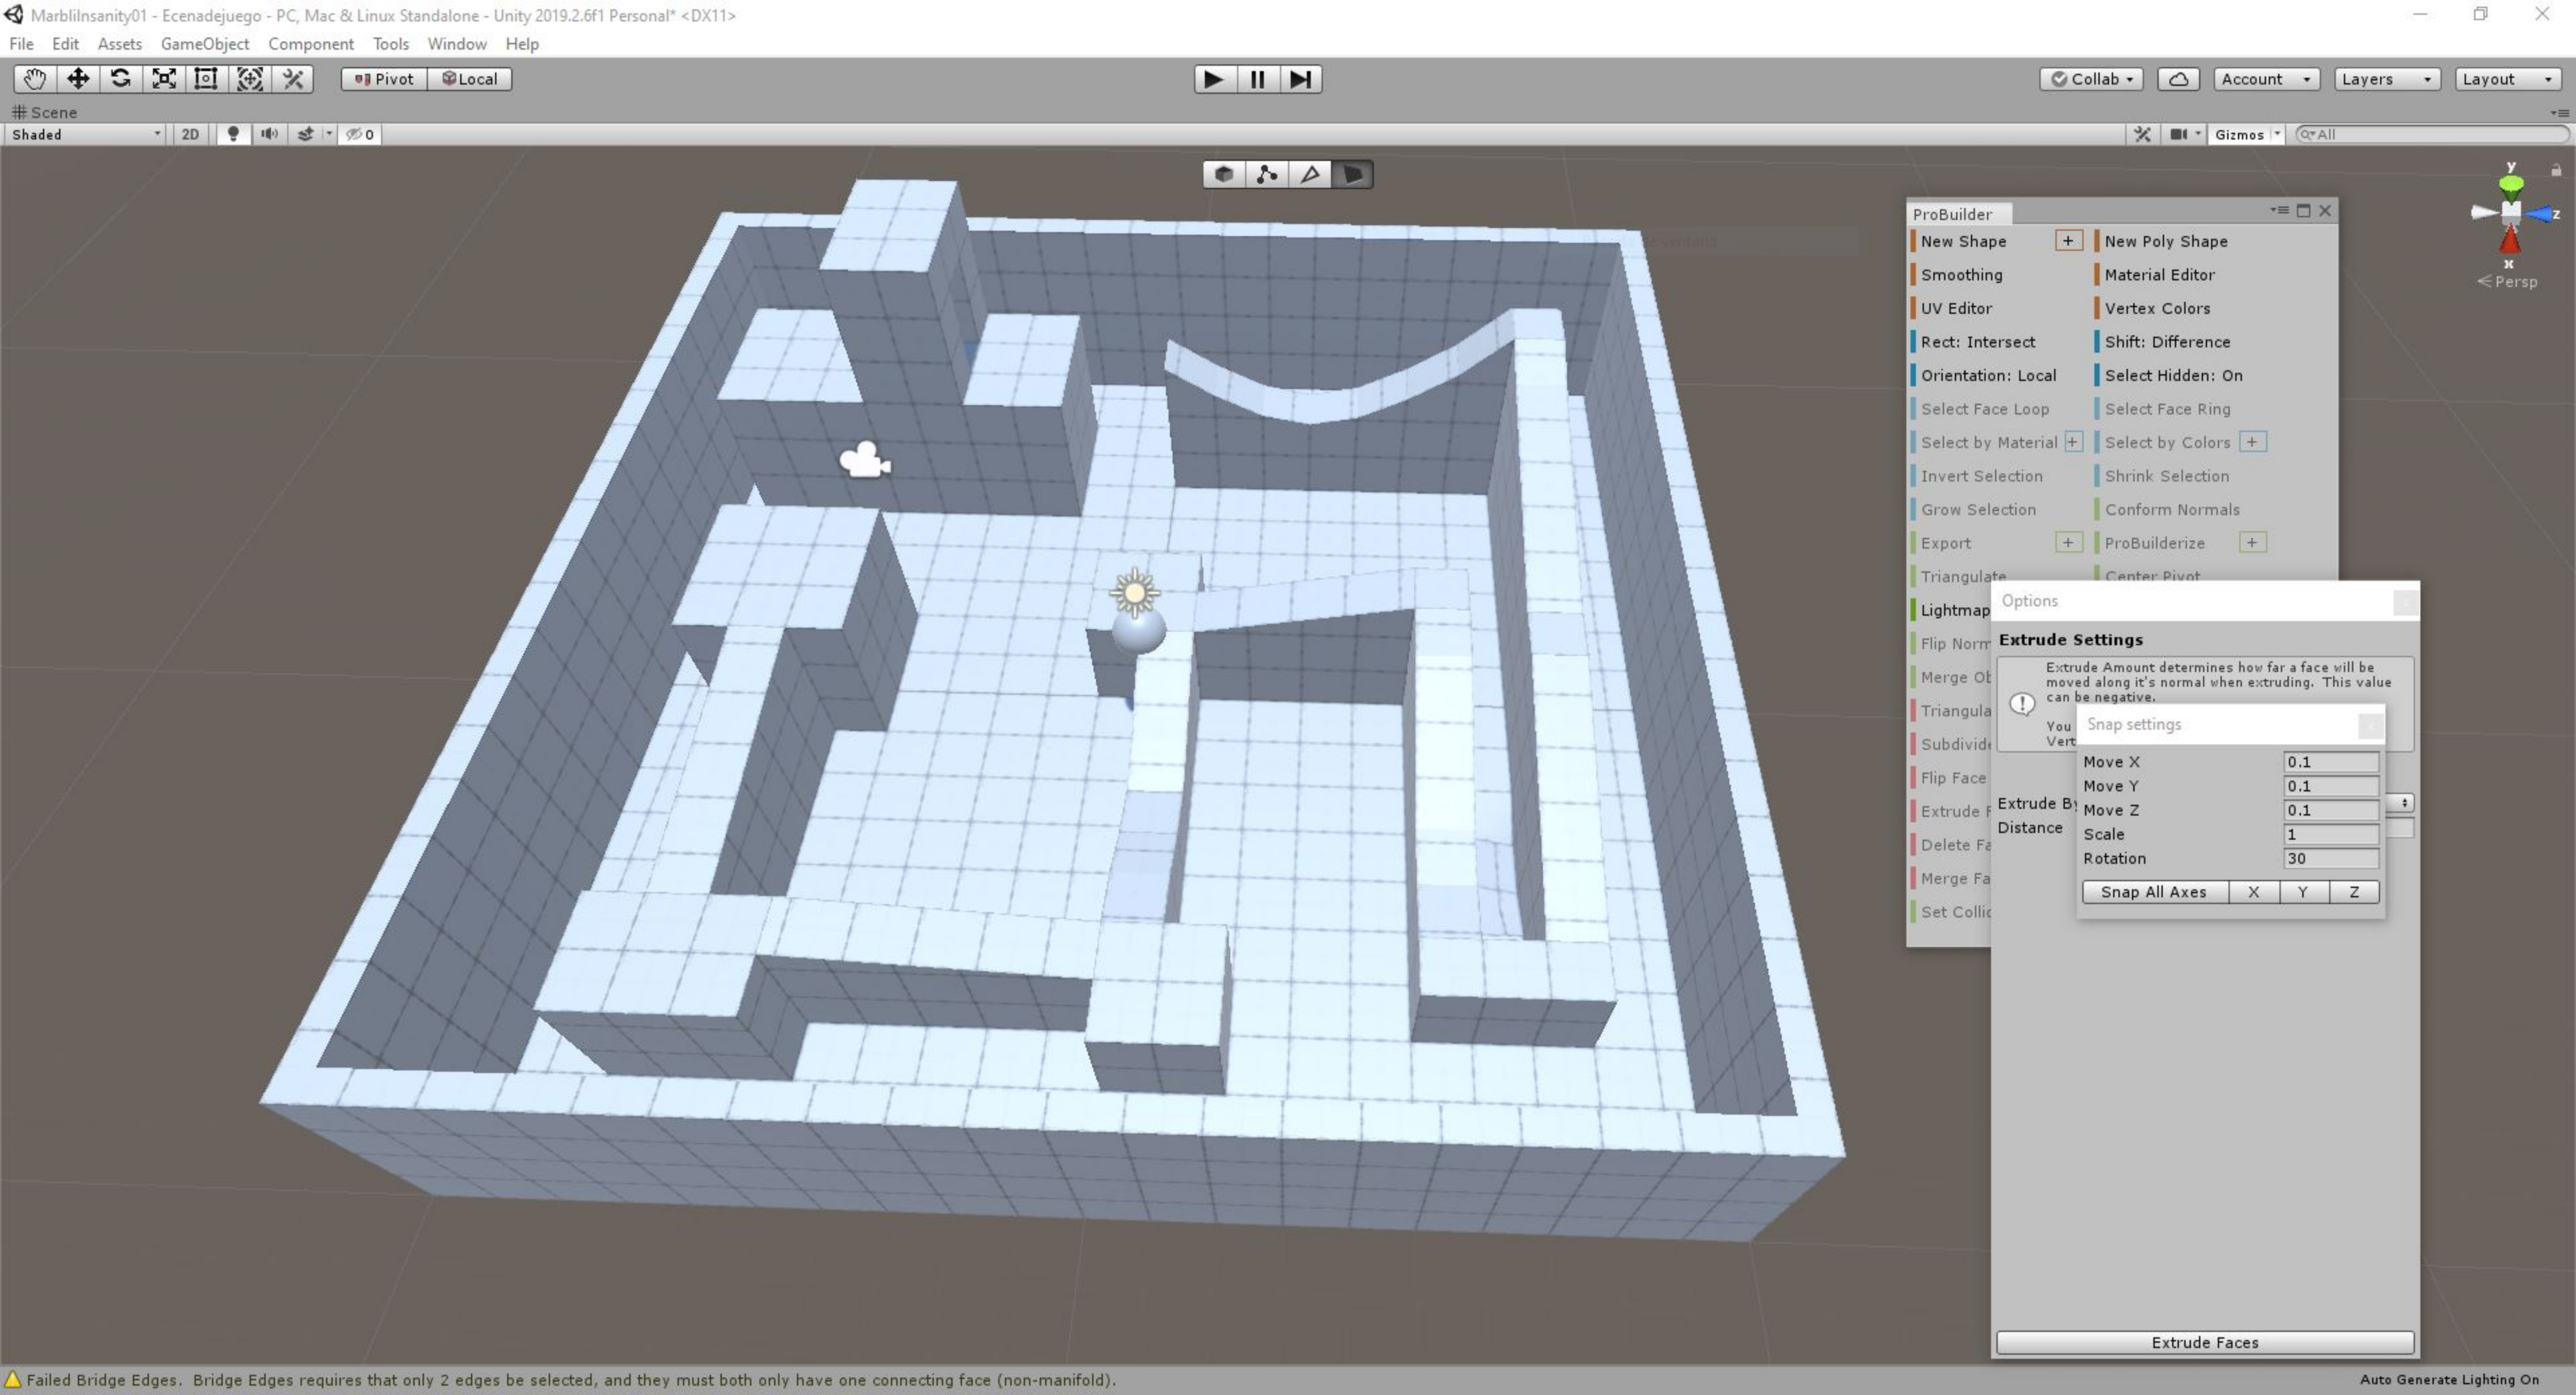 MarbliInsanity01 - Ecenadejuego - PC, Mac & Linux Standalone - Unity 2019.2.6f1 Personal* <DX11>
File Edit Assets GameObject Component Tools Window Help
Pivot Local Collab Account Layers Layout
Scene
Shaded 2D 0 Gizmos All
y
z
x
Persp
ProBuilder
New Shape + New Poly Shape
Smoothing Material Editor
UV Editor Vertex Colors
Rect: Intersect Shift: Difference
Orientation: Local Select Hidden: On
Select Face Loop Select Face Ring
Select by Material + Select by Colors +
Invert Selection Shrink Selection
Grow Selection Conform Normals
Export + ProBuilderize +
Triangulate Center Pivot
Lightmap
Flip Norm
Merge Ob
Triangula
Subdivide
Flip Face
Extrude F
Delete Fa
Merge Fa
Set Collic
Options
Extrude Settings
Extrude Amount determines how far a face will be
moved along it's normal when extruding. This value
can be negative.
You
Vert
Extrude By
Distance
Snap settings
Move X 0.1
Move Y 0.1
Move Z 0.1
Scale 1
Rotation 30
Snap All Axes X Y Z
Extrude Faces
Failed Bridge Edges. Bridge Edges requires that only 2 edges be selected, and they must both only have one connecting face (non-manifold).
Auto Generate Lighting On